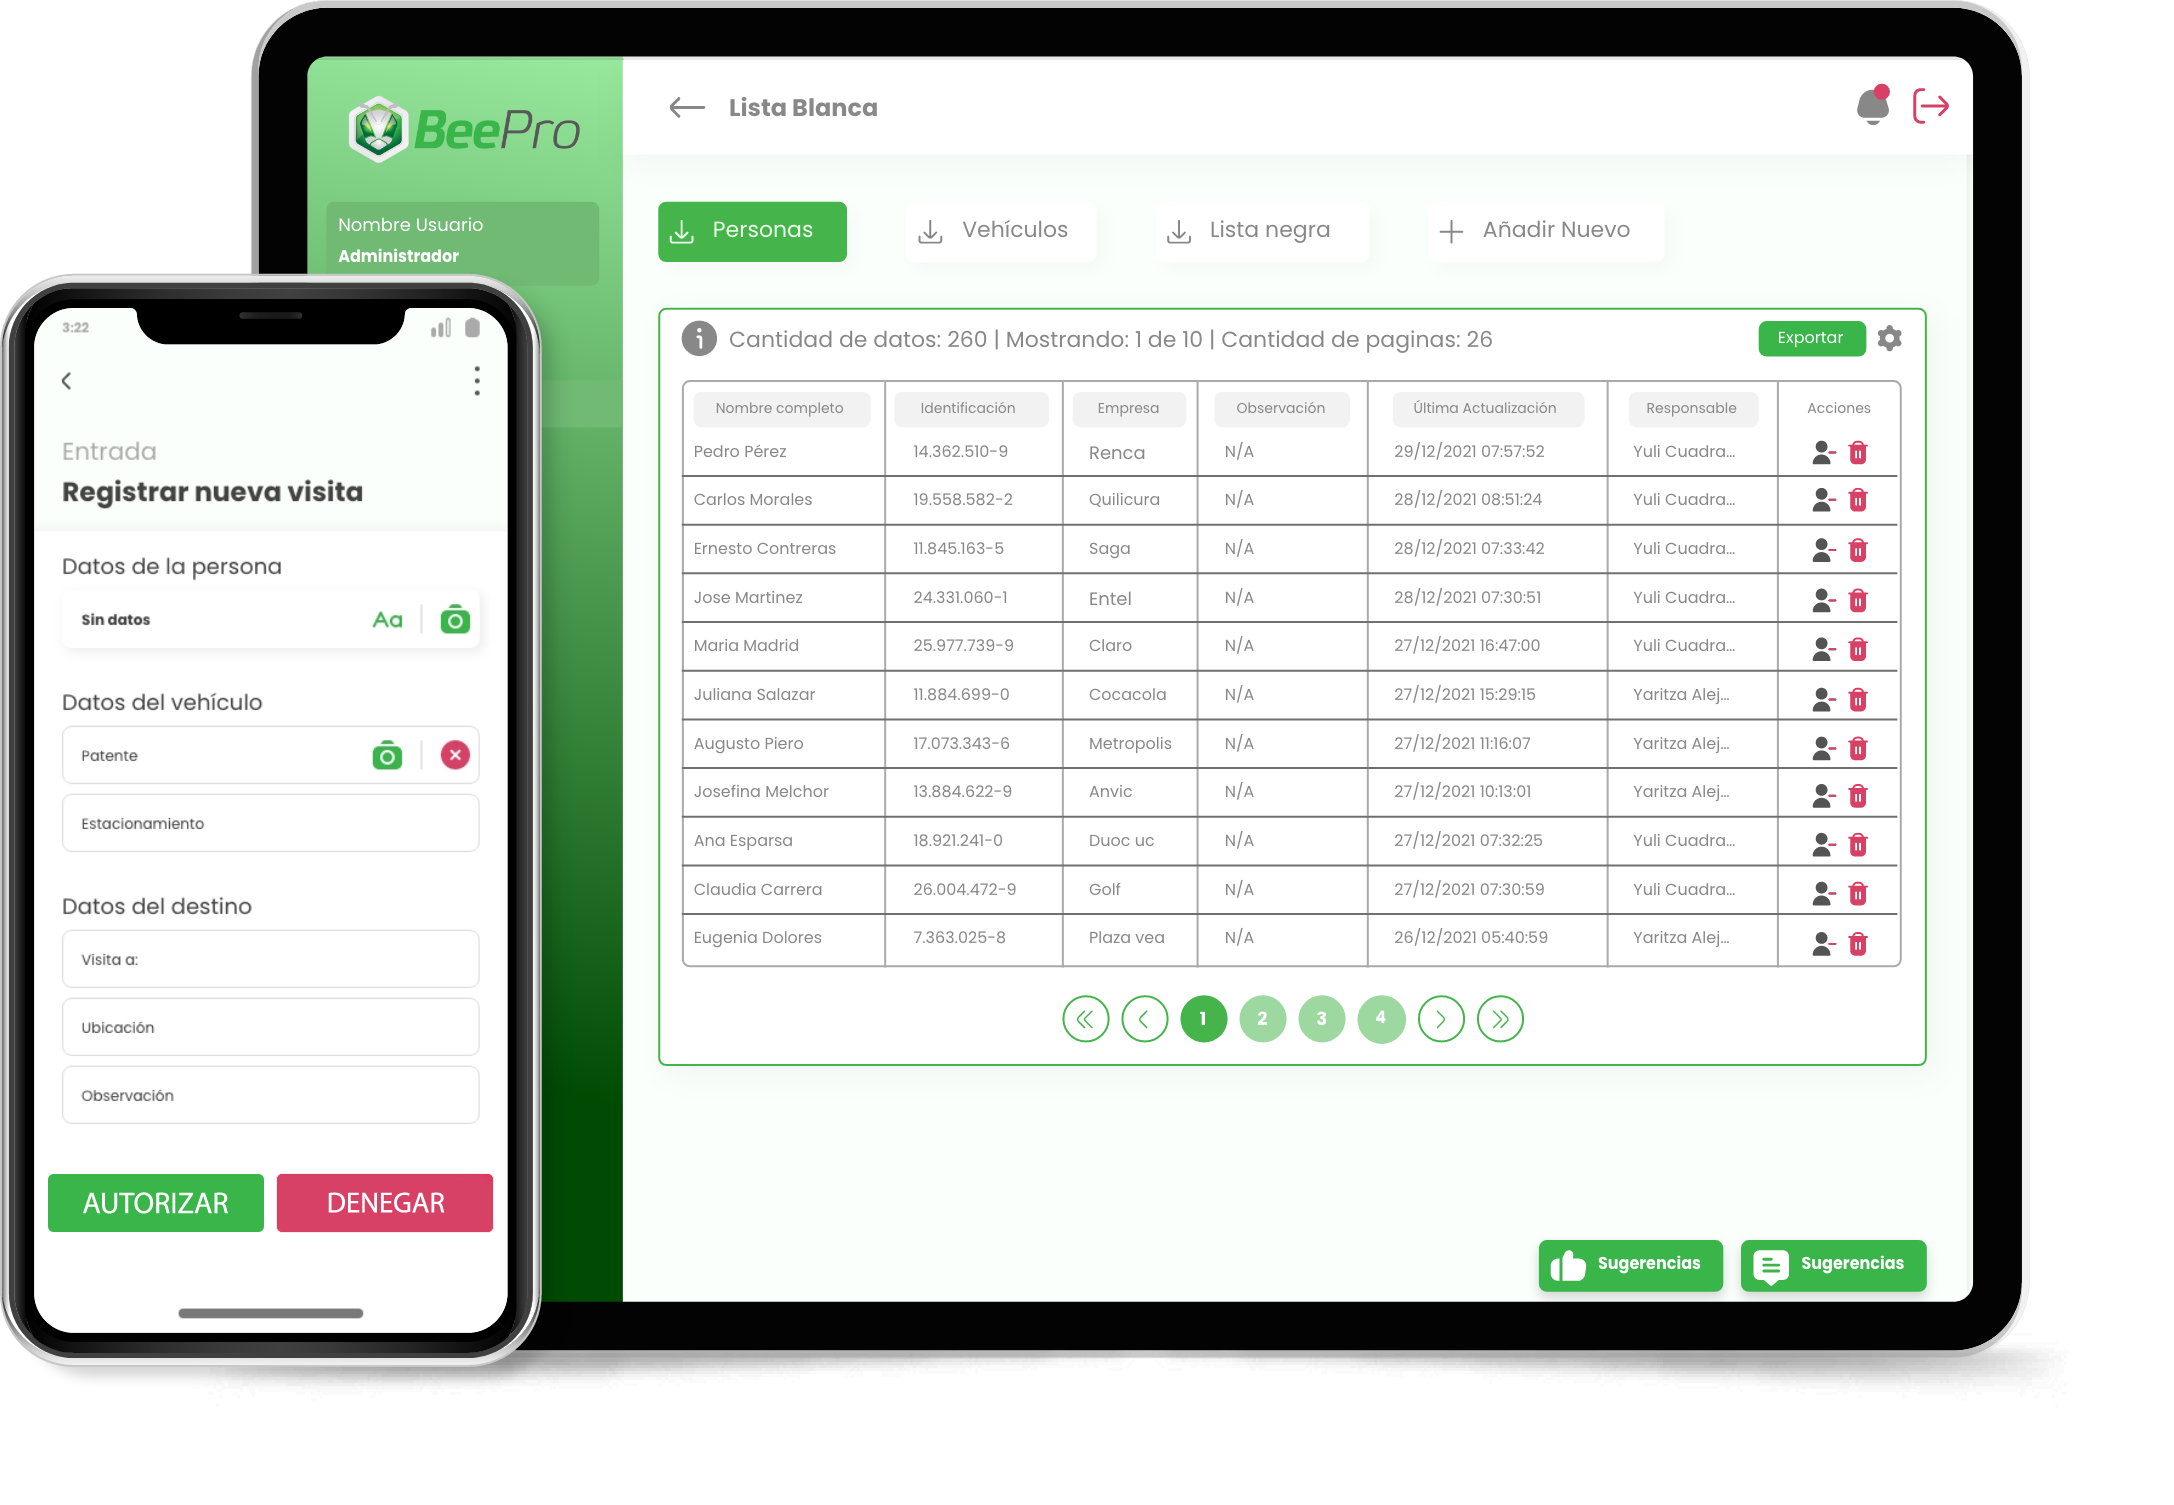 BeePro
Nombre Usuario
Administrador
Lista Blanca
Personas
Vehículos
Lista negra
Añadir Nuevo
Cantidad de datos: 260 | Mostrando: 1 de 10 | Cantidad de paginas: 26
Exportar
Nombre completo Identificación Empresa Observación Última Actualización Responsable Acciones
Pedro Pérez 14.362.510-9 Renca N/A 29/12/2021 07:57:52 Yuli Cuadra...
Carlos Morales 19.558.582-2 Quilicura N/A 28/12/2021 08:51:24 Yuli Cuadra...
Ernesto Contreras 11.845.163-5 Saga N/A 28/12/2021 07:33:42 Yuli Cuadra...
Jose Martinez 24.331.060-1 Entel N/A 28/12/2021 07:30:51 Yuli Cuadra...
Maria Madrid 25.977.739-9 Claro N/A 27/12/2021 16:47:00 Yuli Cuadra...
Juliana Salazar 11.884.699-0 Cocacola N/A 27/12/2021 15:29:15 Yaritza Alej...
Augusto Piero 17.073.343-6 Metropolis N/A 27/12/2021 11:16:07 Yaritza Alej...
Josefina Melchor 13.884.622-9 Anvic N/A 27/12/2021 10:13:01 Yaritza Alej...
Ana Esparsa 18.921.241-0 Duoc uc N/A 27/12/2021 07:32:25 Yuli Cuadra...
Claudia Carrera 26.004.472-9 Golf N/A 27/12/2021 07:30:59 Yuli Cuadra...
Eugenia Dolores 7.363.025-8 Plaza vea N/A 26/12/2021 05:40:59 Yaritza Alej...
1 2 3 4
Sugerencias
Sugerencias
3:22
Entrada
Registrar nueva visita
Datos de la persona
Sin datos Aa
Datos del vehículo
Patente
Estacionamiento
Datos del destino
Visita a:
Ubicación
Observación
AUTORIZAR
DENEGAR